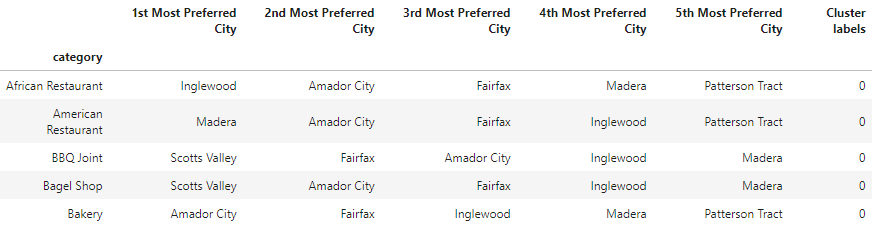 1st Most Preferred City 2nd Most Preferred City 3rd Most Preferred City 4th Most Preferred City 5th Most Preferred City Cluster labels
category
African Restaurant Inglewood Amador City Fairfax Madera Patterson Tract 0
American Restaurant Madera Amador City Fairfax Inglewood Patterson Tract 0
BBQ Joint Scotts Valley Fairfax Amador City Inglewood Madera 0
Bagel Shop Scotts Valley Amador City Fairfax Inglewood Madera 0
Bakery Amador City Fairfax Inglewood Madera Patterson Tract 0